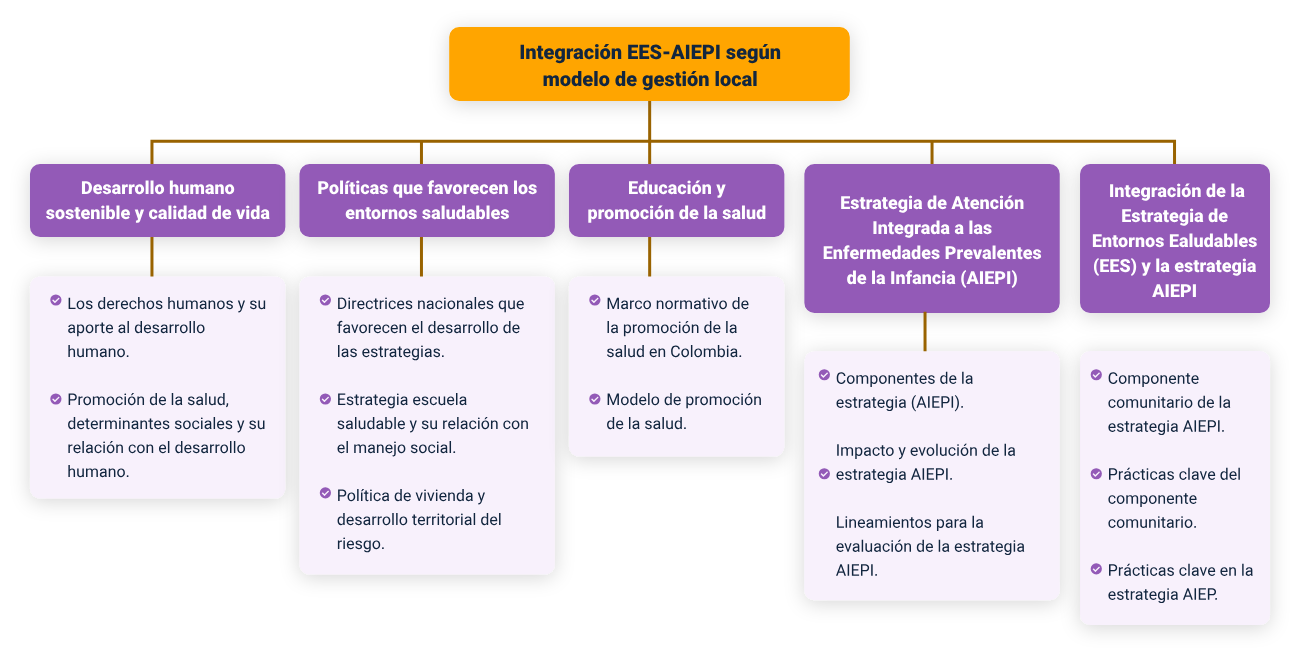 Integración EES-AIEPI según
modelo de gestión local
Desarrollo humano
sostenible y calidad de vida
Los derechos humanos y su
aporte al desarrollo
humano.
Promoción de la salud,
determinantes sociales y su
relación con el desarrollo
humano.
Políticas que favorecen los
entornos saludables
Directrices nacionales que
favorecen el desarrollo de
las estrategias.
Estrategia escuela
saludable y su relación con
el manejo social.
Política de vivienda y
desarrollo territorial del
riesgo.
Educación y
promoción de la salud
Marco normativo de
la promoción de la
salud en Colombia.
Modelo de promoción
de la salud.
Estrategia de Atención
Integrada a las
Enfermedades Prevalentes
de la Infancia (AIEPI)
Componentes de la
estrategia (AIEPI).
Impacto y evolución de la
estrategia AIEPI.
Lineamientos para la
evaluación de la estrategia
AIEPI.
Integración de la
Estrategia de
Entornos Ealudables
(EES) y la estrategia
AIEPI
Componente
comunitario de la
estrategia AIEPI.
Prácticas clave del
componente
comunitario.
Prácticas clave en la
estrategia AIEP.